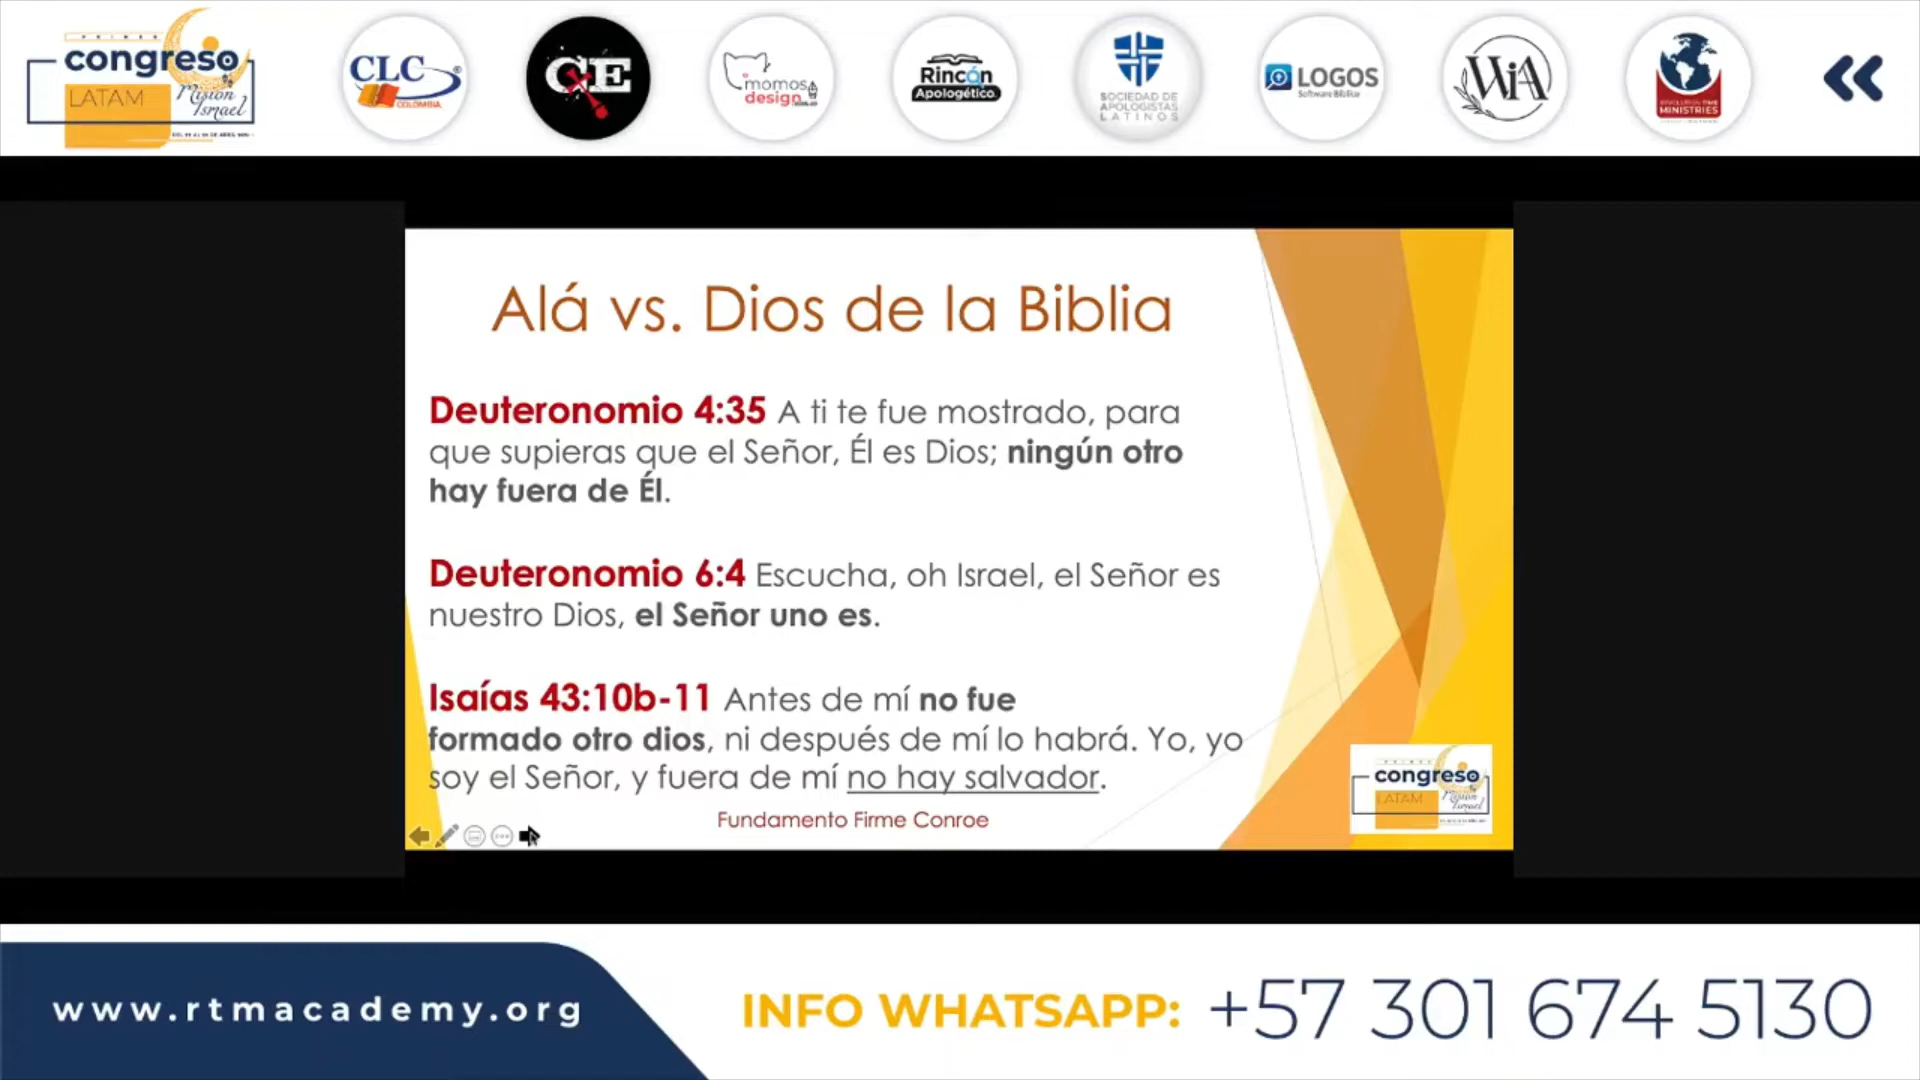 PRIMER
congreso
LATAM
Misión
Israel
CLC®
COLOMBIA
CE
momos
design
Rincón
Apologético
SOCIEDAD DE
APOLOGISTAS
LATINOS
LOGOS
Software Bíblico
WiA
MINISTRIES
Alá vs. Dios de la Biblia
Deuteronomio 4:35 A ti te fue mostrado, para
que supieras que el Señor, Él es Dios; ningún otro
hay fuera de Él.
Deuteronomio 6:4 Escucha, oh Israel, el Señor es
nuestro Dios, el Señor uno es.
Isaías 43:10b-11 Antes de mí no fue
formado otro dios, ni después de mí lo habrá. Yo, yo
soy el Señor, y fuera de mí no hay salvador.
Fundamento Firme Conroe
congreso
LATAM
Misión
Israel
www.rtmacademy.org
INFO WHATSAPP: +57 301 674 5130